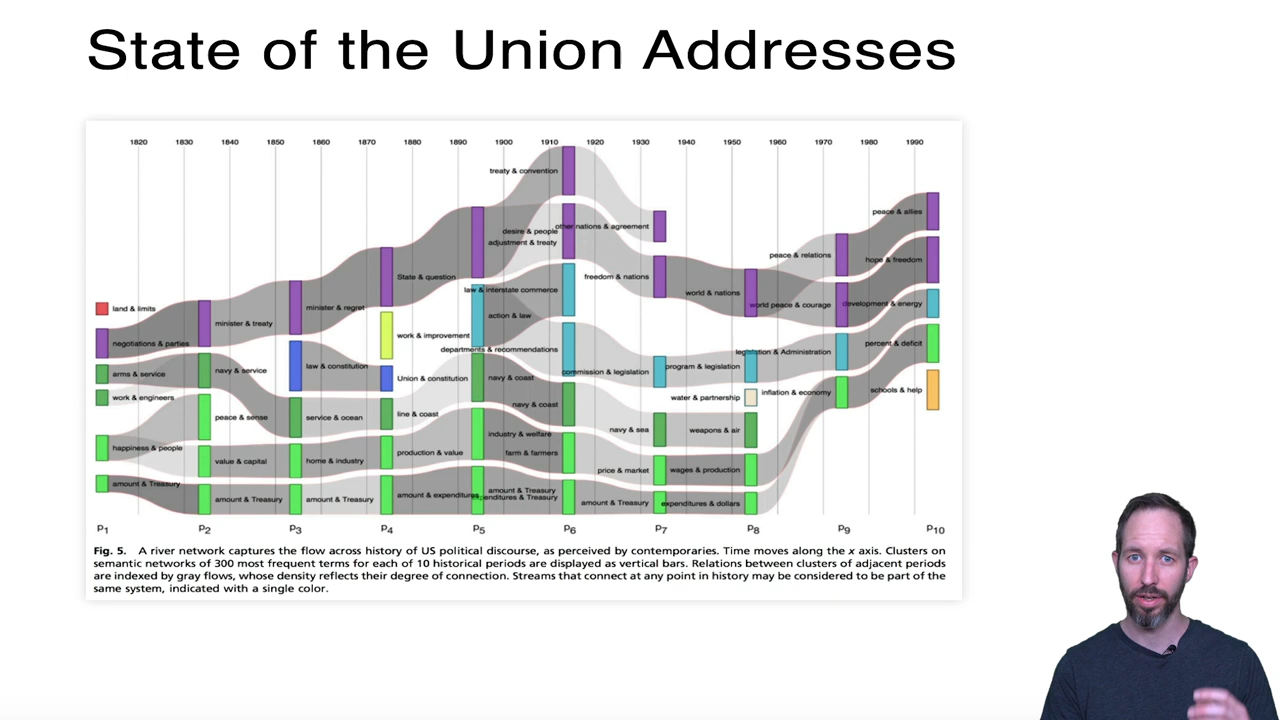 State of the Union Addresses
1820 1830 1840 1850 1860 1870 1880 1890 1900 1910 1920 1930 1940 1950 1960 1970 1980 1990
treaty & convention
peace & allies
other nations & agreement
desire & people
adjustment & treaty
peace & relations
hope & freedom
State & question
freedom & nations
law & interstate commerce
world & nations
world peace & courage
development & energy
land & limits
minister & regret
action & law
minister & treaty
work & improvement
negotiations & parties
percent & deficit
departments & recommendations
legislation & Administration
law & constitution
program & legislation
navy & service
commission & legislation
arms & service
Union & constitution
navy & coast
schools & help
inflation & economy
work & engineers
water & partnership
navy & coast
line & coast
peace & sense
service & ocean
navy & sea
weapons & air
industry & welfare
happiness & people
production & value
farm & farmers
value & capital
home & industry
price & market
wages & production
amount & Treasury
amount & Treasury
amount & expenditures
amount & Treasury
amount & Treasury
expenditures & Treasury
amount & Treasury
expenditures & dollars
P1 P2 P3 P4 P5 P6 P7 P8 P9 P10
Fig. 5. A river network captures the flow across history of US political discourse, as perceived by contemporaries. Time moves along the x axis. Clusters on
semantic networks of 300 most frequent terms for each of 10 historical periods are displayed as vertical bars. Relations between clusters of adjacent periods
are indexed by gray flows, whose density reflects their degree of connection. Streams that connect at any point in history may be considered to be part of the
same system, indicated with a single color.